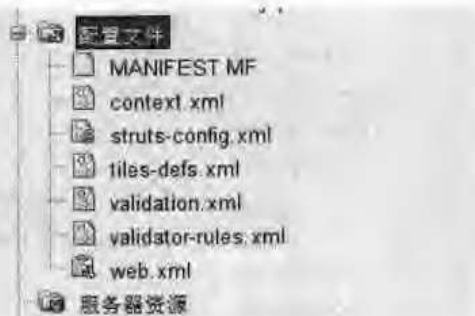 配置文件
MANIFEST MF
context.xml
struts-config.xml
tiles-defs.xml
validation.xml
validator-rules.xml
web.xml
服务器资源